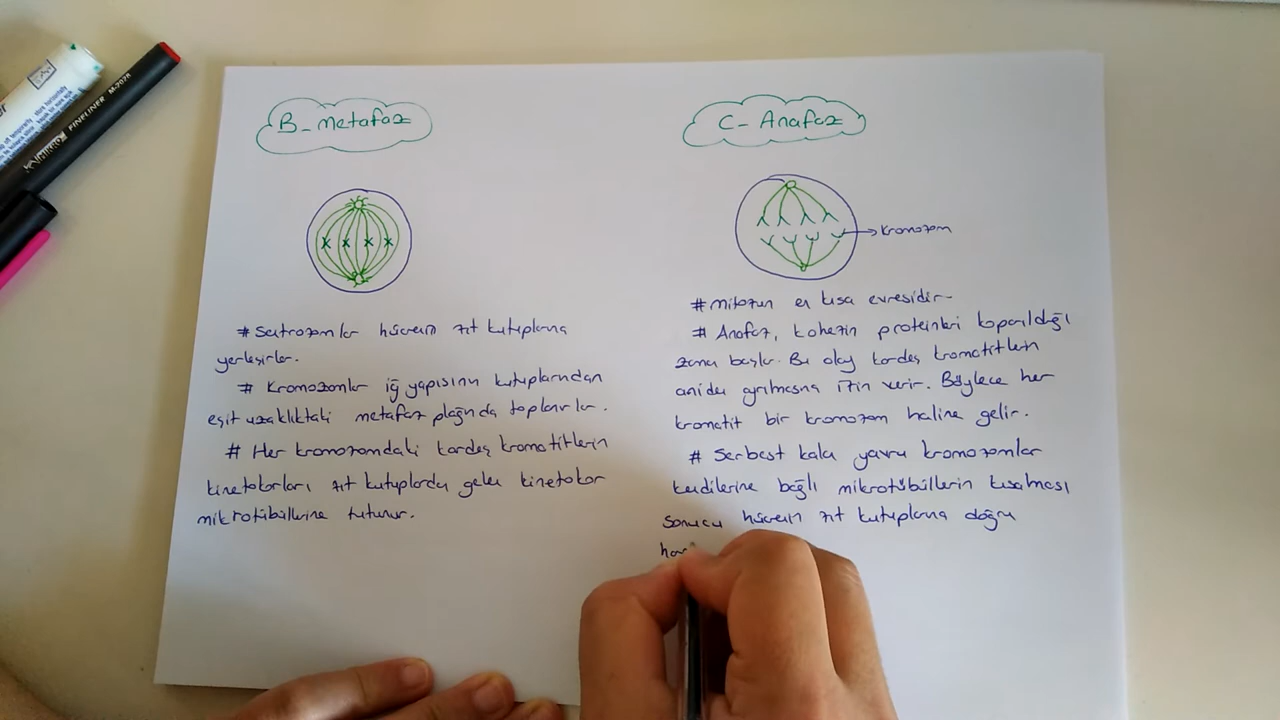 B- metafaz
# Sentrozomlar hücrenin zıt kutuplarına
yerleşirler.
# Kromozomlar iğ yapısının kutuplarından
eşit uzaklıktaki metafaz plağında toplanırlar.
# Her kromozomdaki kardeş kromatitlerin
kinetokorları, zıt kutuplardan gelen kinetokor
mikrotübüllerine tutunur.
C- Anafaz
Kromozom
# mitozun en kısa evresidir.
# Anafaz, kohezin proteinleri koparıldığı
zaman başlar. Bu olay kardeş kromatitlerin
aniden ayrılmasına izin verir. Böylece her
kromatit bir kromozom haline gelir.
# Serbest kalan yavru kromozomlar
kendilerine bağlı mikrotübüllerin kısalması
sonucu hücrenin zıt kutuplarına doğru
har
FINELINER M-207R